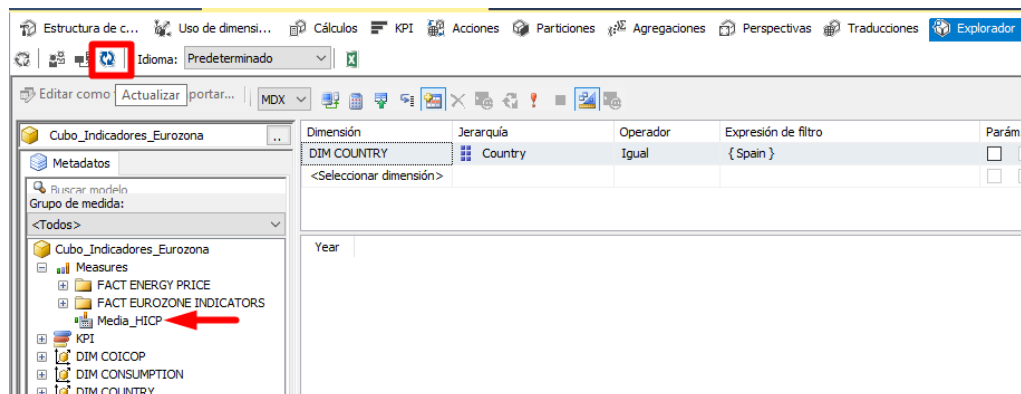 Estructura de c... Uso de dimensi... Cálculos KPI Acciones Particiones Agregaciones Perspectivas Traducciones Explorador
Idioma: Predeterminado
Editar como Actualizar portar... MDX
Cubo_Indicadores_Eurozona ..
Metadatos
Buscar modelo
Grupo de medida:
<Todos>
Cubo_Indicadores_Eurozona
Measures
FACT ENERGY PRICE
FACT EUROZONE INDICATORS
Media_HICP
KPI
DIM COICOP
DIM CONSUMPTION
DIM COUNTRY
Dimensión Jerarquía Operador Expresión de filtro Parám
DIM COUNTRY Country Igual { Spain }
<Seleccionar dimensión>
Year